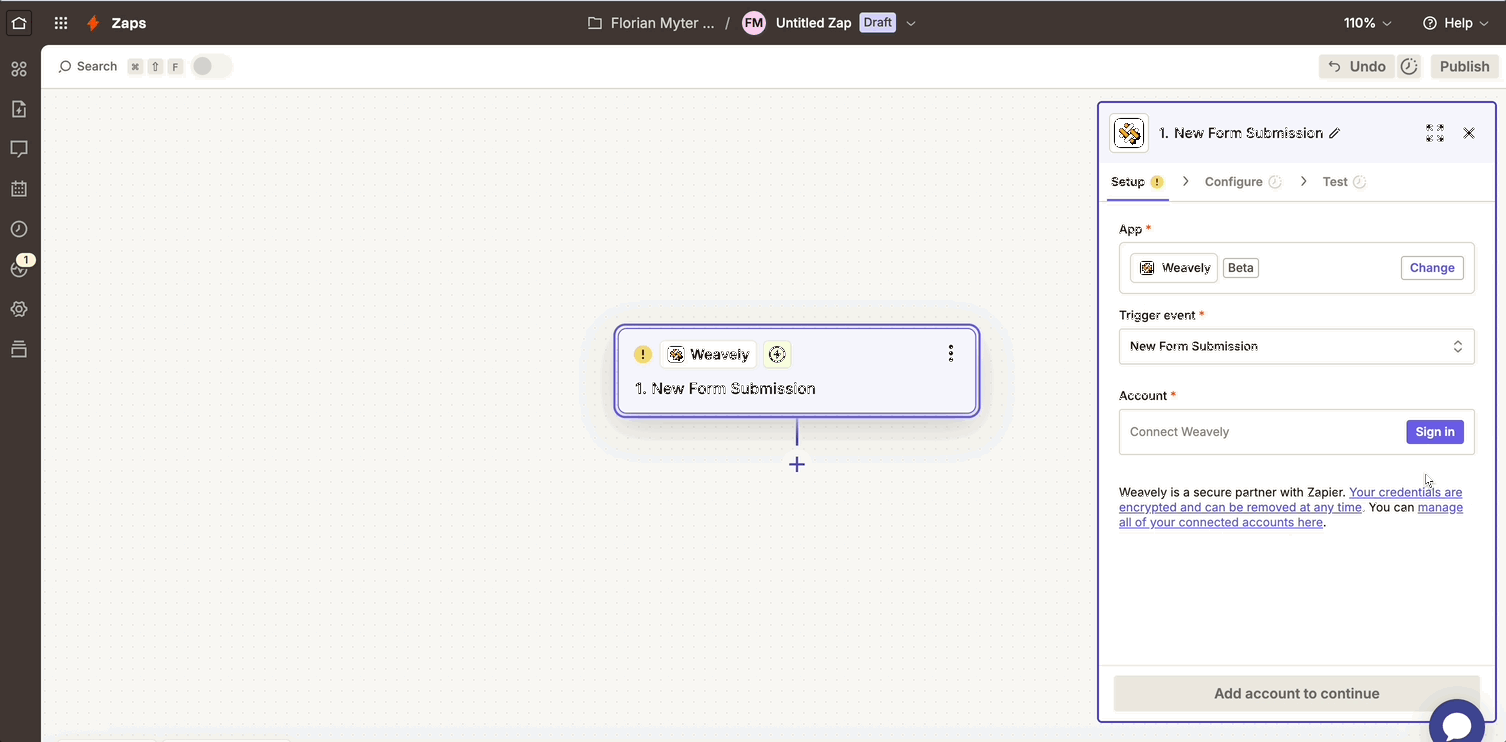 Zaps
Florian Myter ... / FM Untitled Zap Draft
110%
Help
Search ⌘ ⇧ F
Undo
Publish
1
! Weavely
1. New Form Submission
+
1. New Form Submission
Setup ! > Configure > Test
App *
Weavely Beta Change
Trigger event *
New Form Submission
Account *
Connect Weavely Sign in
Weavely is a secure partner with Zapier. Your credentials are
encrypted and can be removed at any time. You can manage
all of your connected accounts here.
Add account to continue